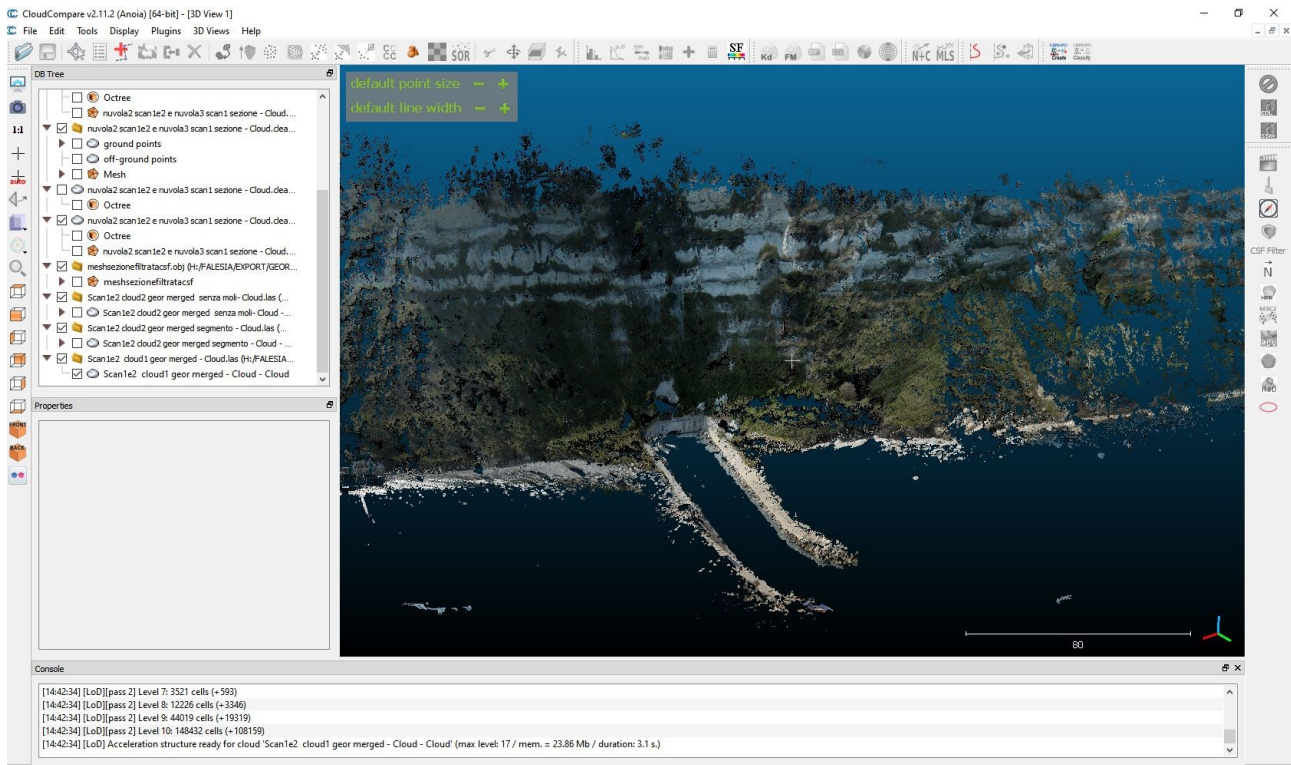 CloudCompare v2.11.2 (Anoia) [64-bit] - [3D View 1]
File Edit Tools Display Plugins 3D Views Help
1:1 SOR SF Kd FM N+C MLS
DB Tree
auto
FRONT
BACK
Octree
nuvola2 scan1e2 e nuvola3 scan1 sezione - Cloud....
nuvola2 scan1e2 e nuvola3 scan1 sezione - Cloud.clea...
ground points
off-ground points
Mesh
nuvola2 scan1e2 e nuvola3 scan1 sezione - Cloud.clea...
Octree
nuvola2 scan1e2 e nuvola3 scan1 sezione - Cloud.clea...
Octree
nuvola2 scan1e2 e nuvola3 scan1 sezione - Cloud....
meshsezionefiltratacsf.obj (H:/FALESIA/EXPORT/GEOR...
meshsezionefiltratacsf
Scan1e2 cloud2 geor merged senza moli- Cloud.las (...
Scan1e2 cloud2 geor merged senza moli- Cloud -...
Scan1e2 cloud2 geor merged segmento - Cloud.las (...
Scan1e2 cloud2 geor merged segmento - Cloud - ...
Scan1e2 cloud1 geor merged - Cloud.las (H:/FALESIA...
Scan1e2 cloud1 geor merged - Cloud - Cloud
Properties
default point size - +
default line width - +
80
CSF Filter
N
Console
[14:42:34] [LoD][pass 2] Level 7: 3521 cells (+593)
[14:42:34] [LoD][pass 2] Level 8: 12226 cells (+3346)
[14:42:34] [LoD][pass 2] Level 9: 44019 cells (+19319)
[14:42:34] [LoD][pass 2] Level 10: 148432 cells (+108159)
[14:42:34] [LoD] Acceleration structure ready for cloud 'Scan1e2 cloud1 geor merged - Cloud - Cloud' (max level: 17 / mem. = 23.86 Mb / duration: 3.1 s.)